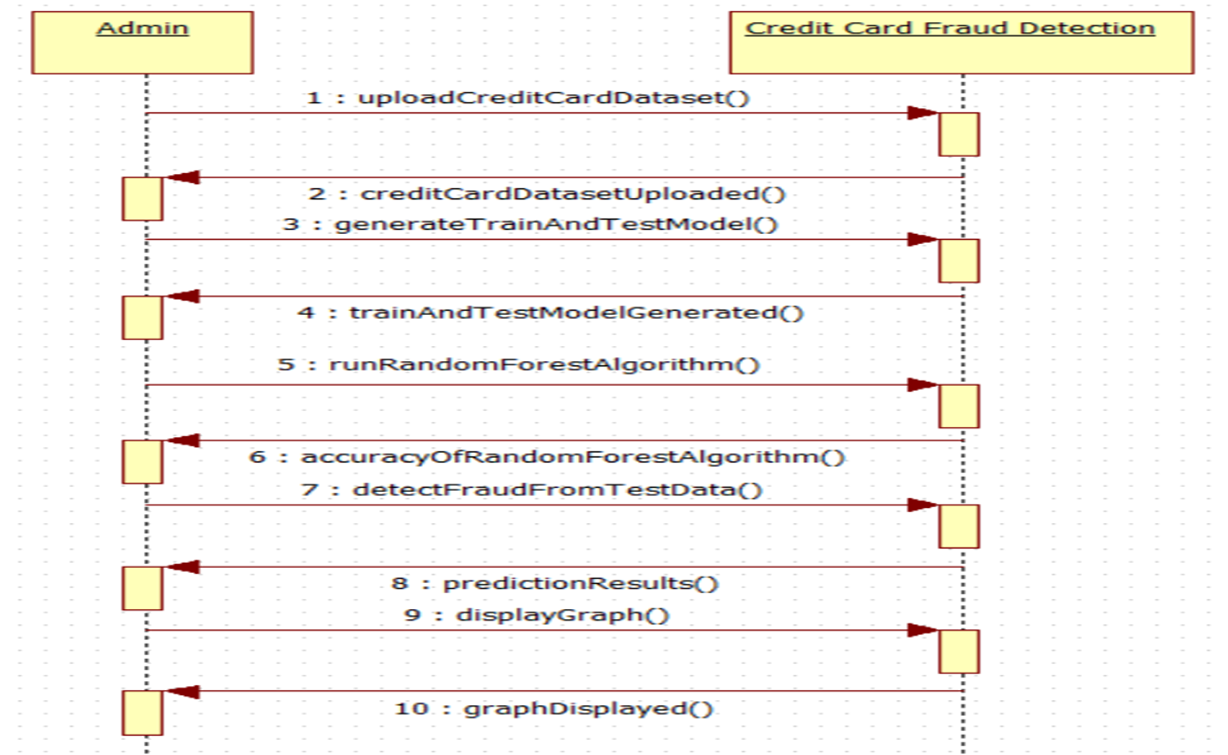 Admin
Credit Card Fraud Detection
1 : uploadCreditCardDataset()
2 : creditCardDatasetUploaded()
3 : generateTrainAndTestModel()
4 : trainAndTestModelGenerated()
5 : runRandomForestAlgorithm()
6 : accuracyOfRandomForestAlgorithm()
7 : detectFraudFromTestData()
8 : predictionResults()
9 : displayGraph()
10 : graphDisplayed()